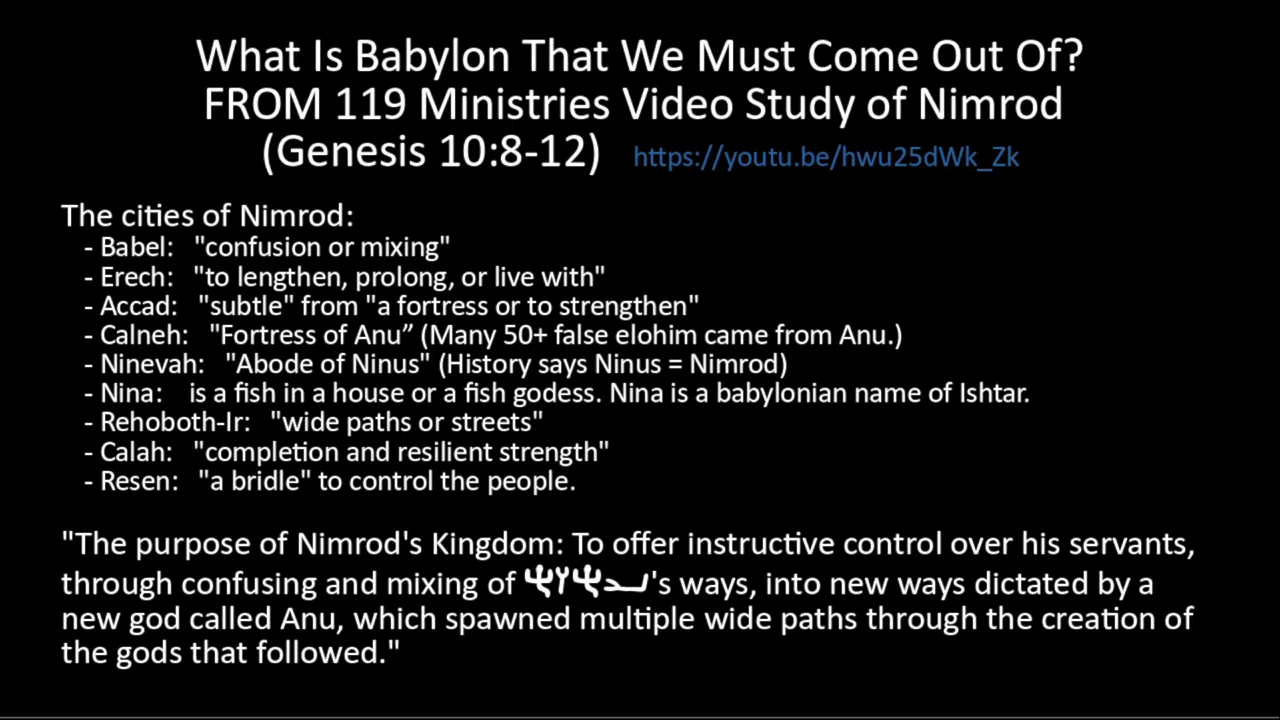 What Is Babylon That We Must Come Out Of?
FROM 119 Ministries Video Study of Nimrod
(Genesis 10:8-12) https://youtu.be/hwu25dWk_Zk
The cities of Nimrod:
- Babel: "confusion or mixing"
- Erech: "to lengthen, prolong, or live with"
- Accad: "subtle" from "a fortress or to strengthen"
- Calneh: "Fortress of Anu” (Many 50+ false elohim came from Anu.)
- Ninevah: "Abode of Ninus" (History says Ninus = Nimrod)
- Nina: is a fish in a house or a fish godess. Nina is a babylonian name of Ishtar.
- Rehoboth-Ir: "wide paths or streets"
- Calah: "completion and resilient strength"
- Resen: "a bridle" to control the people.
"The purpose of Nimrod's Kingdom: To offer instructive control over his servants,
through confusing and mixing of 𐤉𐤄𐤅𐤄's ways, into new ways dictated by a
new god called Anu, which spawned multiple wide paths through the creation of
the gods that followed."